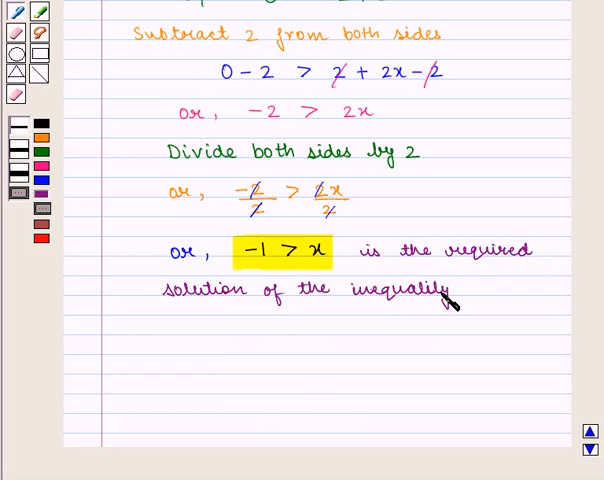 Subtract 2 from both sides
0 - 2 > 2 + 2x - 2
or, -2 > 2x
Divide both sides by 2
or, -2/2 > 2x/2
or, -1 > x is the required
solution of the inequality